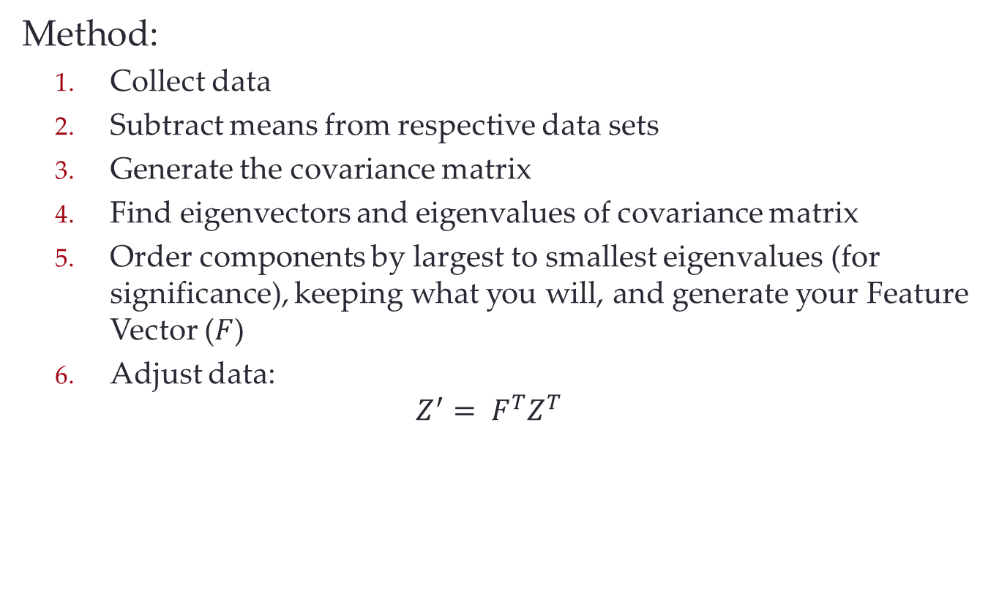 Method:
1. Collect data
2. Subtract means from respective data sets
3. Generate the covariance matrix
4. Find eigenvectors and eigenvalues of covariance matrix
5. Order components by largest to smallest eigenvalues (for
significance), keeping what you will, and generate your Feature
Vector (F)
6. Adjust data:
Z′ = FᵀZᵀ